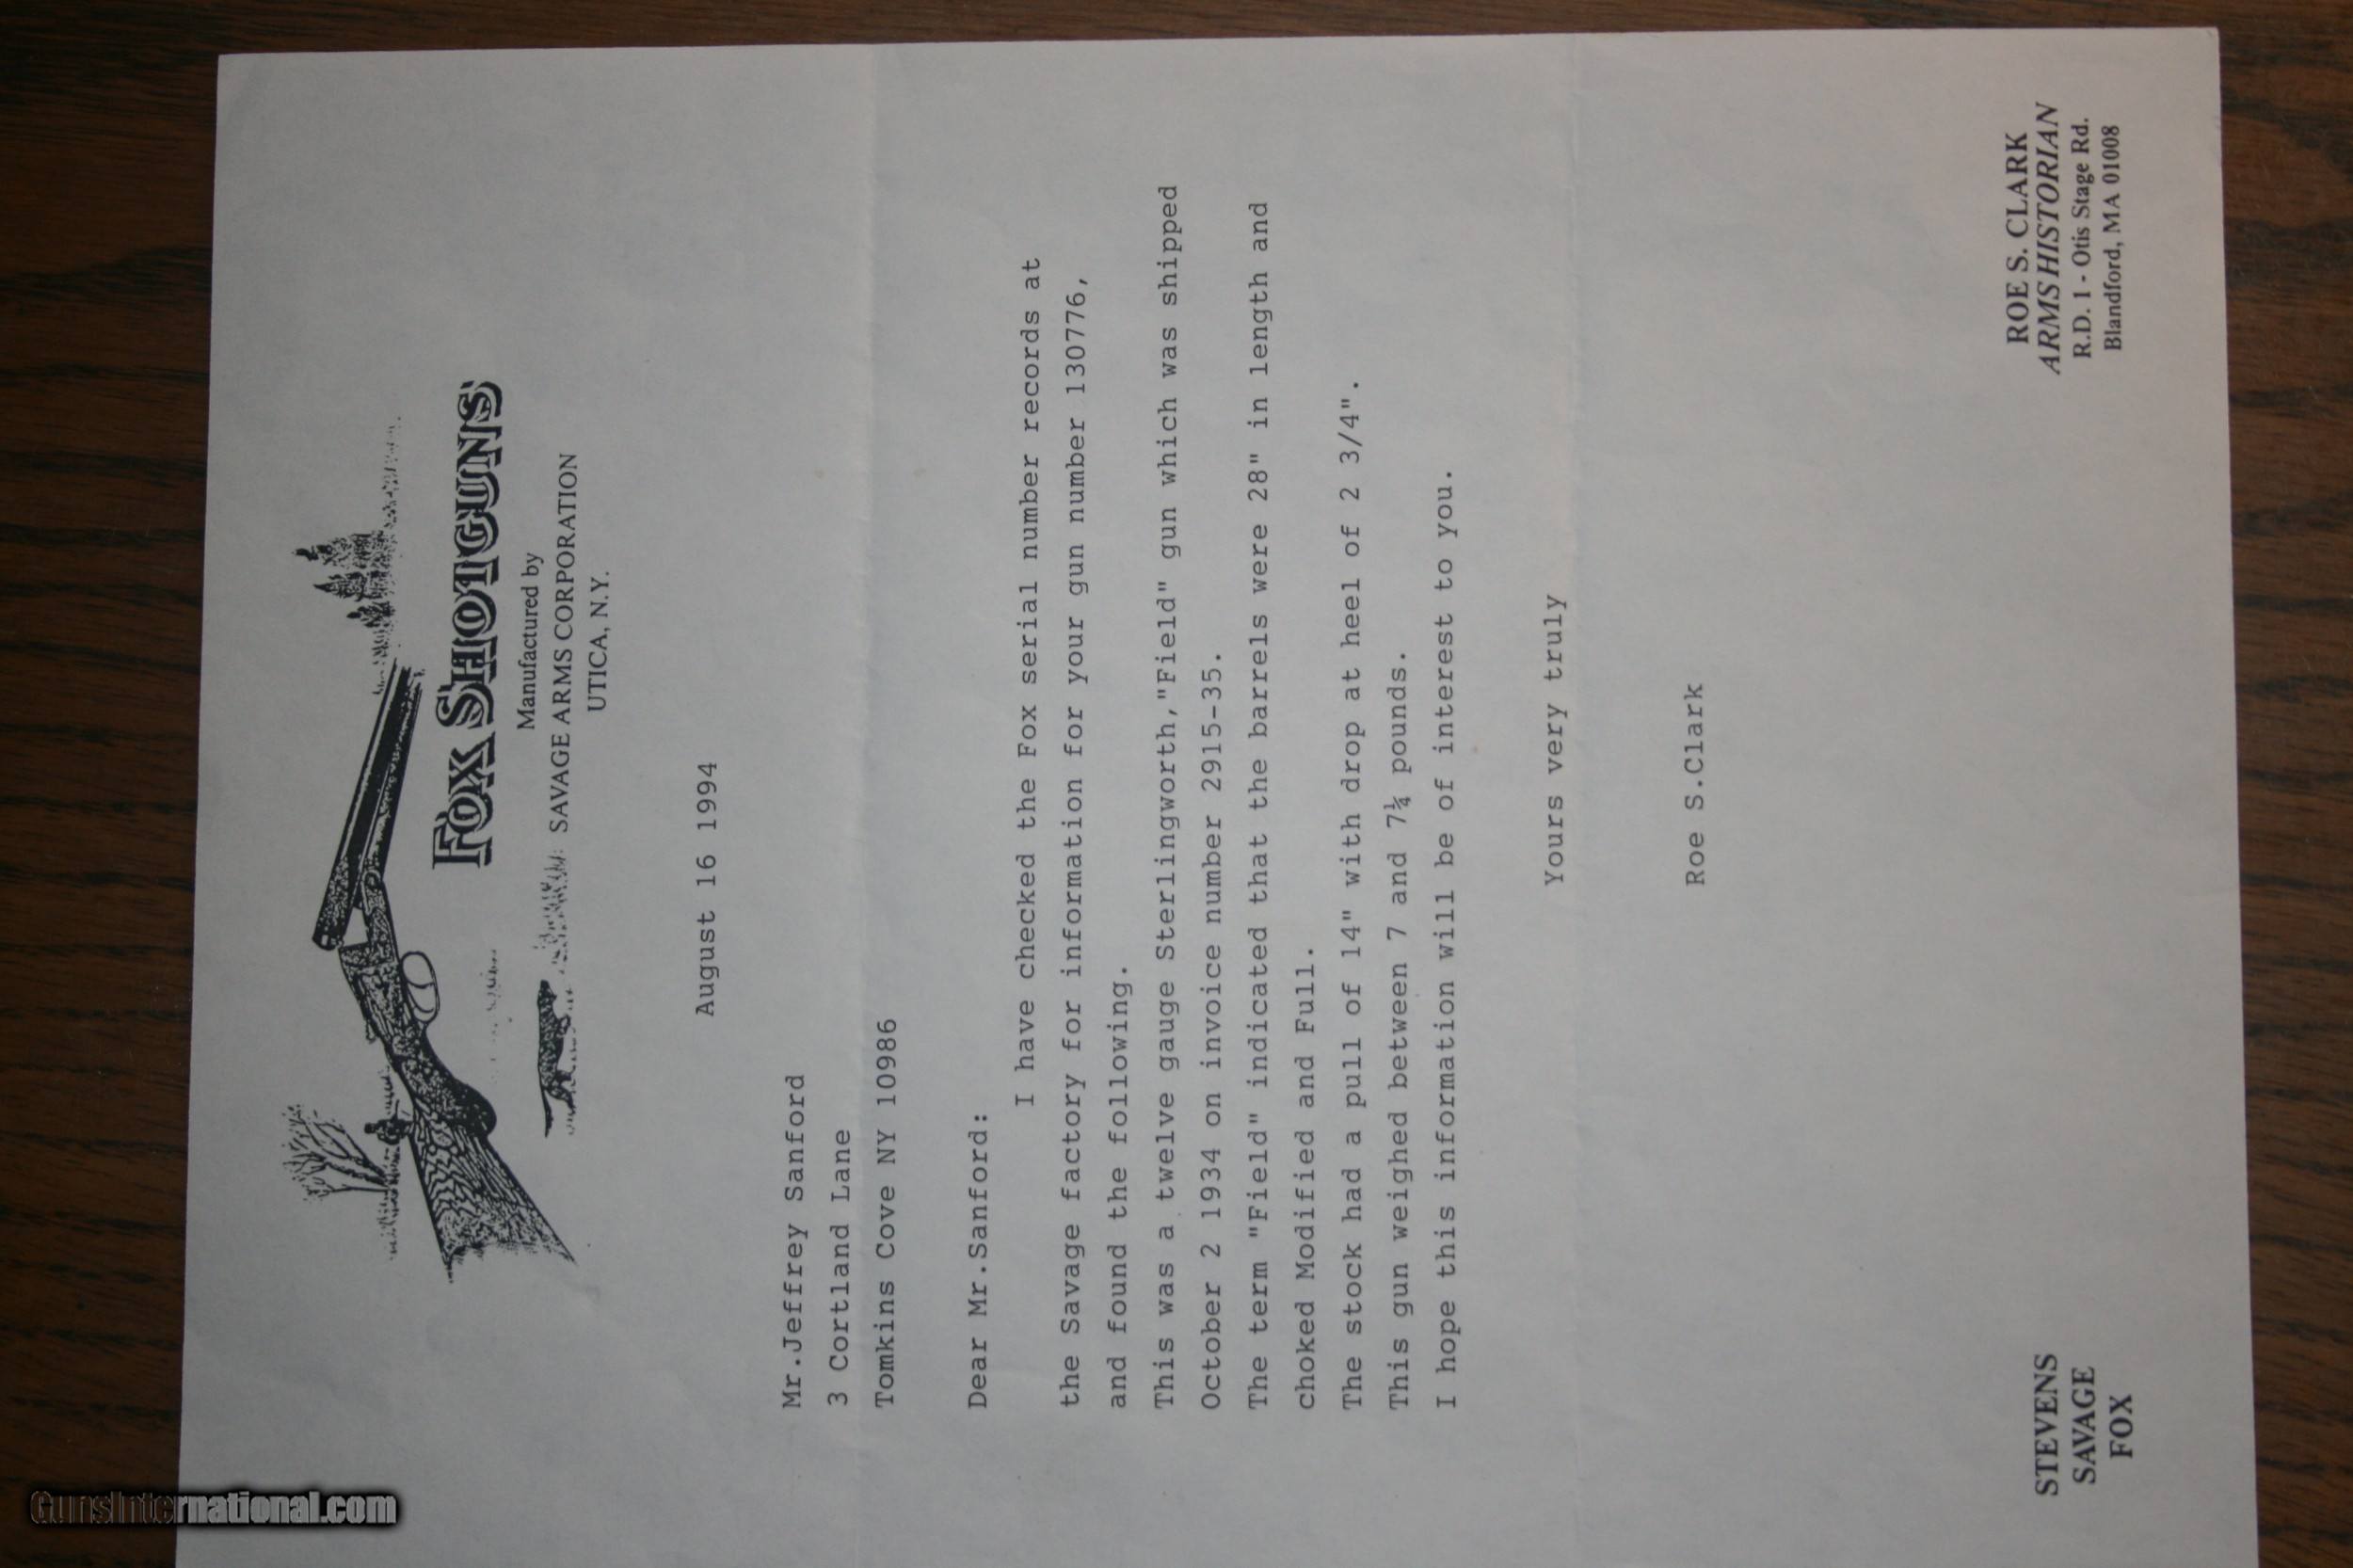 FOX SHOTGUNS
Manufactured by
SAVAGE ARMS CORPORATION
UTICA, N.Y.
August 16 1994
Mr.Jeffrey Sanford
3 Cortland Lane
Tomkins Cove NY 10986
Dear Mr.Sanford:
I have checked the Fox serial number records at
the Savage factory for information for your gun number 130776,
and found the following.
This was a twelve gauge Sterlingworth,"Field" gun which was shipped
October 2 1934 on invoice number 2915-35.
The term "Field" indicated that the barrels were 28" in length and
choked Modified and Full.
The stock had a pull of 14" with drop at heel of 2 3/4".
This gun weighed between 7 and 7¼ pounds.
I hope this information will be of interest to you.
Yours very truly
Roe S.Clark
STEVENS
SAVAGE
FOX
ROE S. CLARK
ARMS HISTORIAN
R.D. 1 - Otis Stage Rd.
Blandford, MA 01008
GunsInternational.com